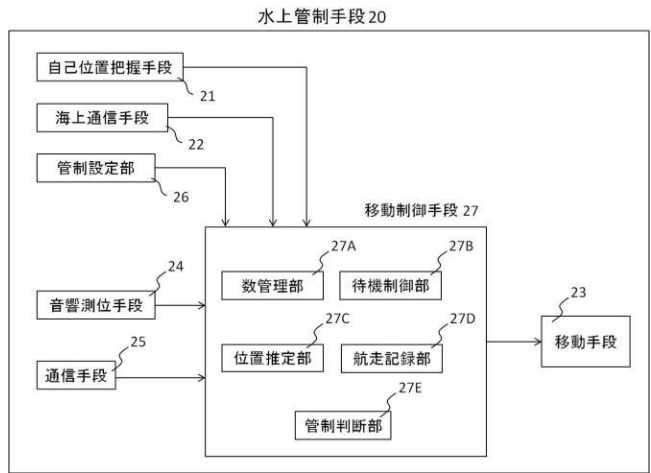 水上管制手段20
自己位置把握手段
21
海上通信手段
22
管制設定部
26
移動制御手段 27
27A
27B
数管理部
待機制御部
24
音響測位手段
27C
27D
23
移動手段
位置推定部
航走記録部
25
通信手段
27E
管制判断部